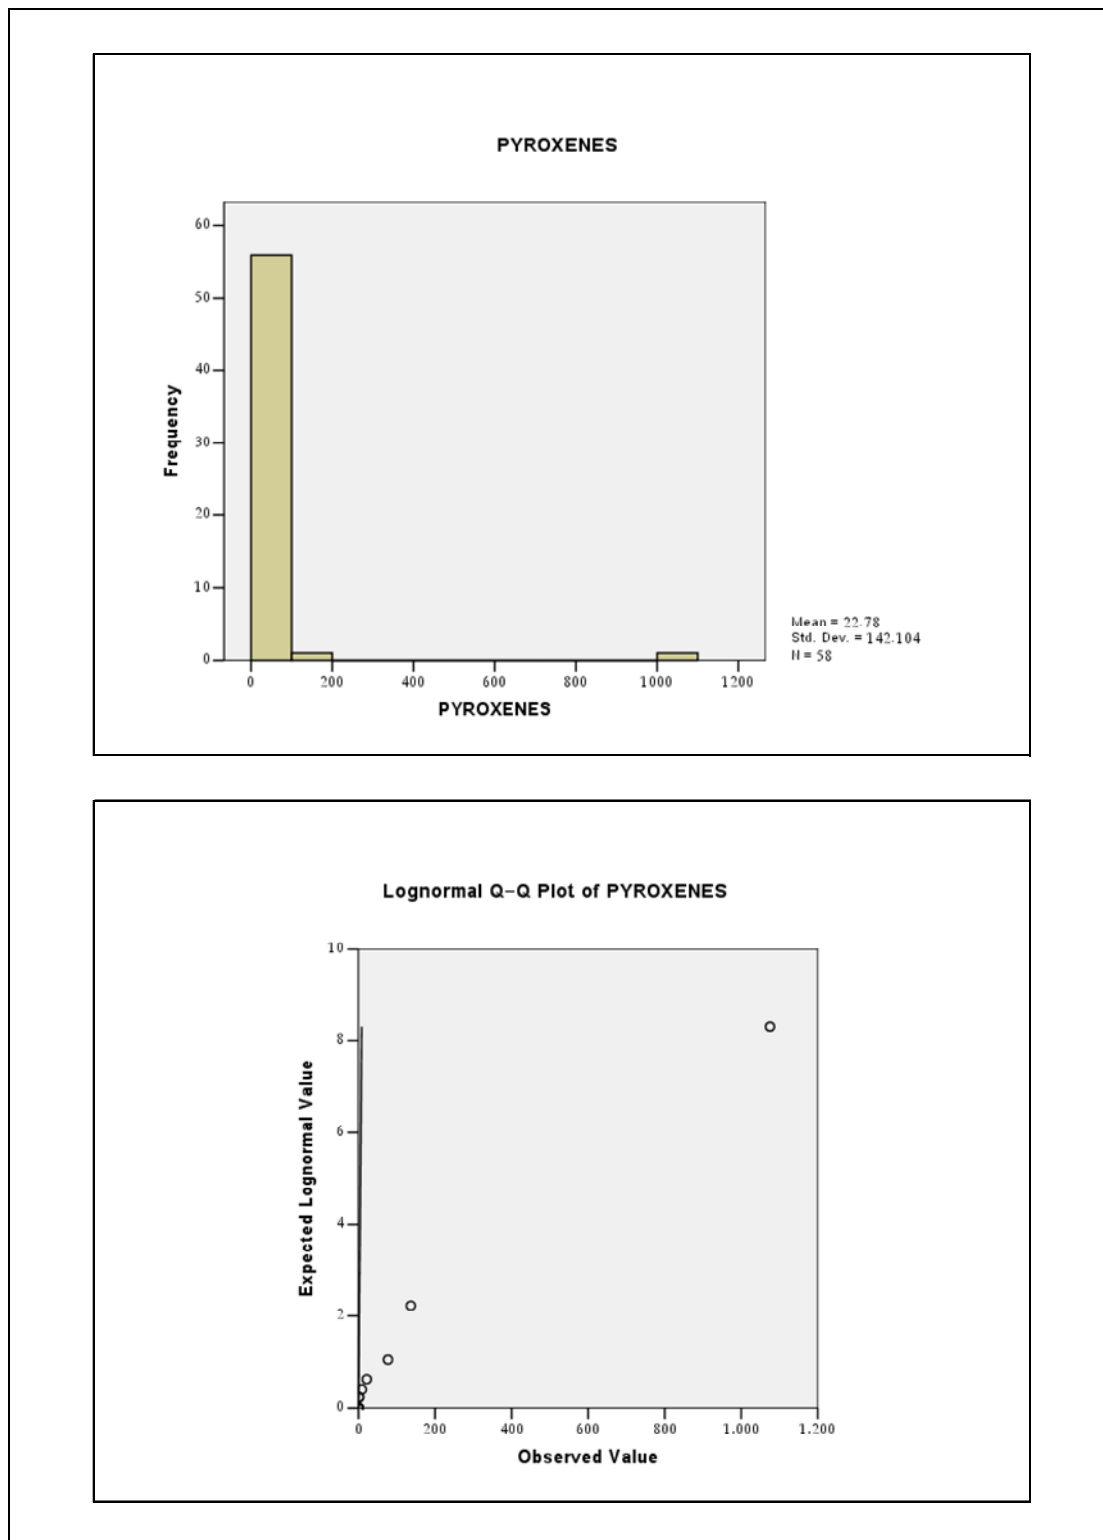 PYROXENES
60
50
40
30
20
10
0
Frequency
0 200 400 600 800 1000 1200
PYROXENES
Mean = 22.78
Std. Dev. = 142.104
N = 58
Lognormal Q-Q Plot of PYROXENES
10
8
6
4
2
0
Expected Lognormal Value
0 200 400 600 800 1.000 1.200
Observed Value